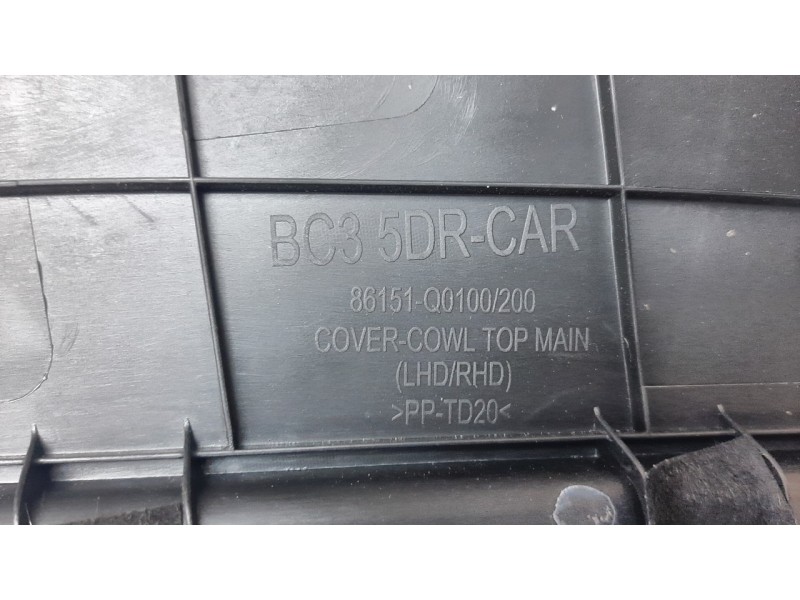 BC3 5DR-CAR
86151-Q0100/200
COVER-COWL TOP MAIN
(LHD/RHD)
>PP-TD20<